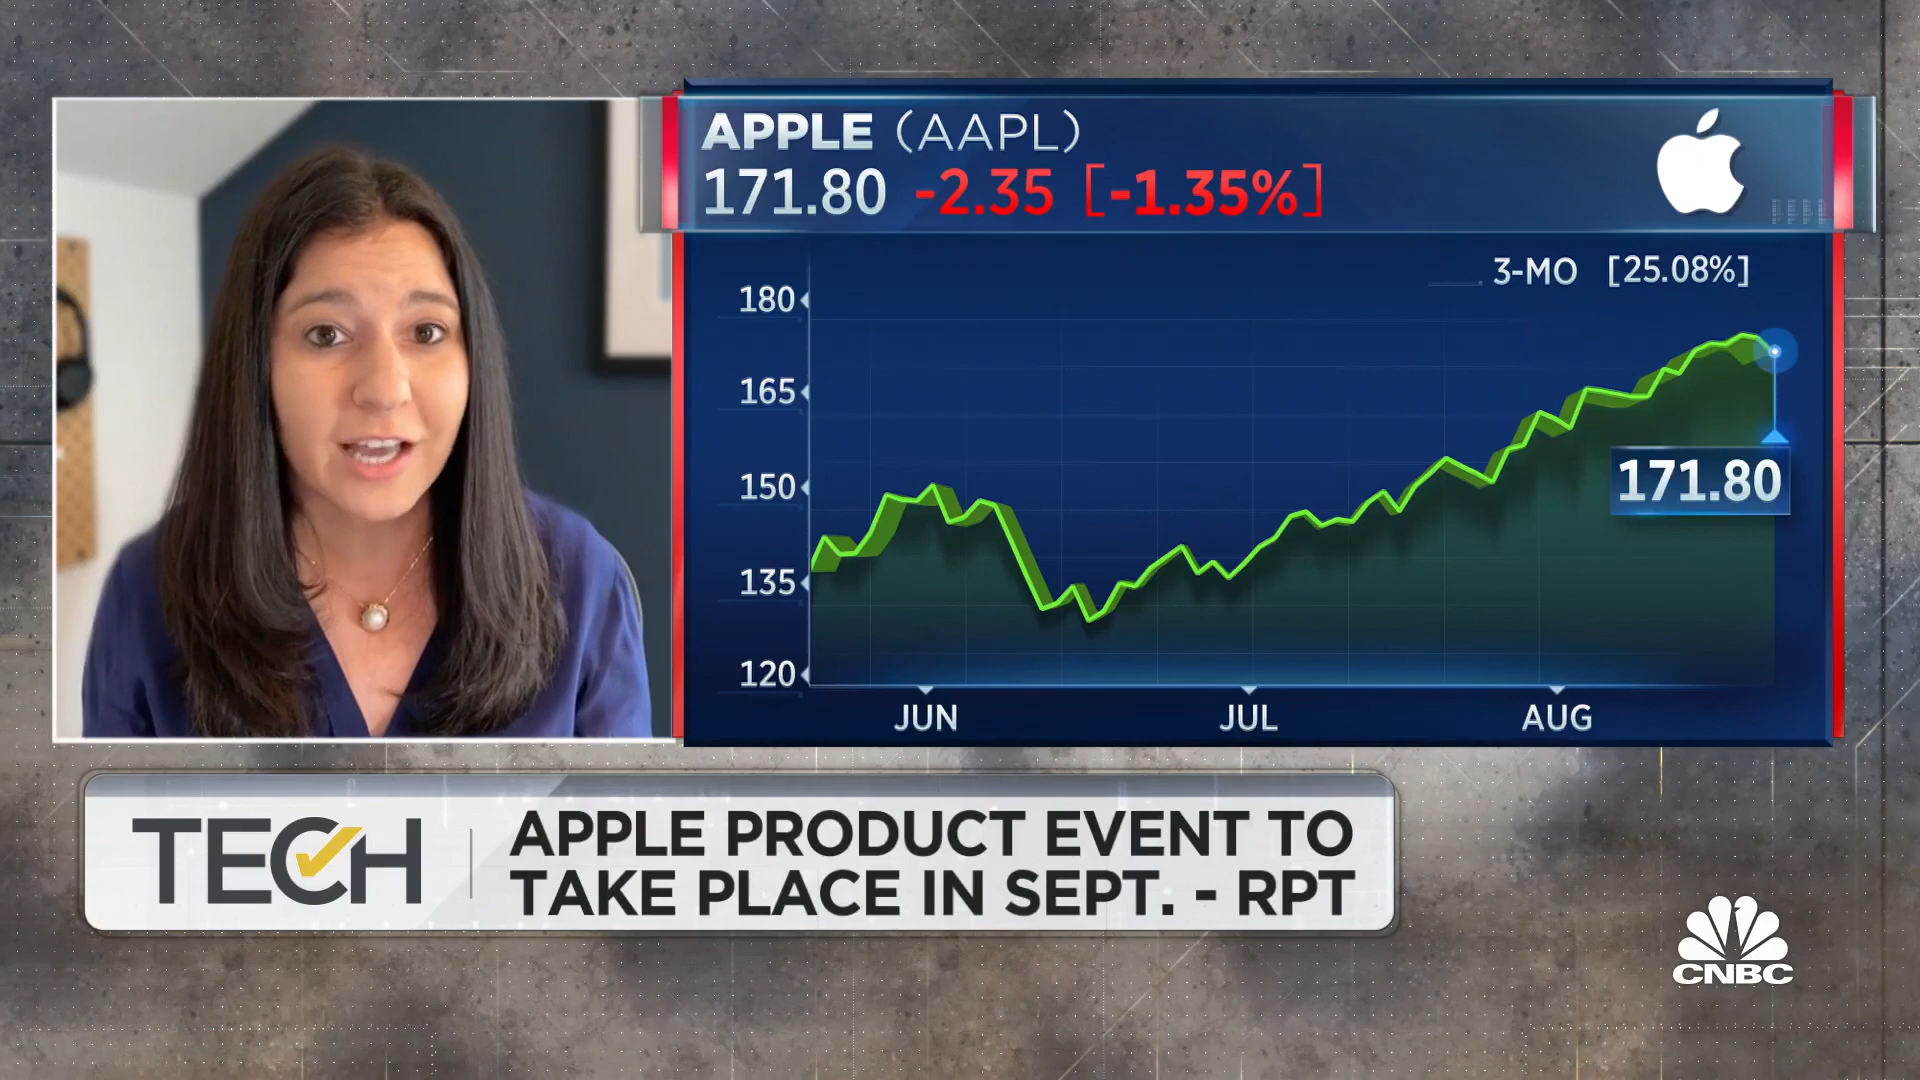 APPLE (AAPL)
171.80 -2.35 [-1.35%]
3-MO [25.08%]
180
165
150
135
120
171.80
JUN JUL AUG
TECH
APPLE PRODUCT EVENT TO
TAKE PLACE IN SEPT. - RPT
CNBC